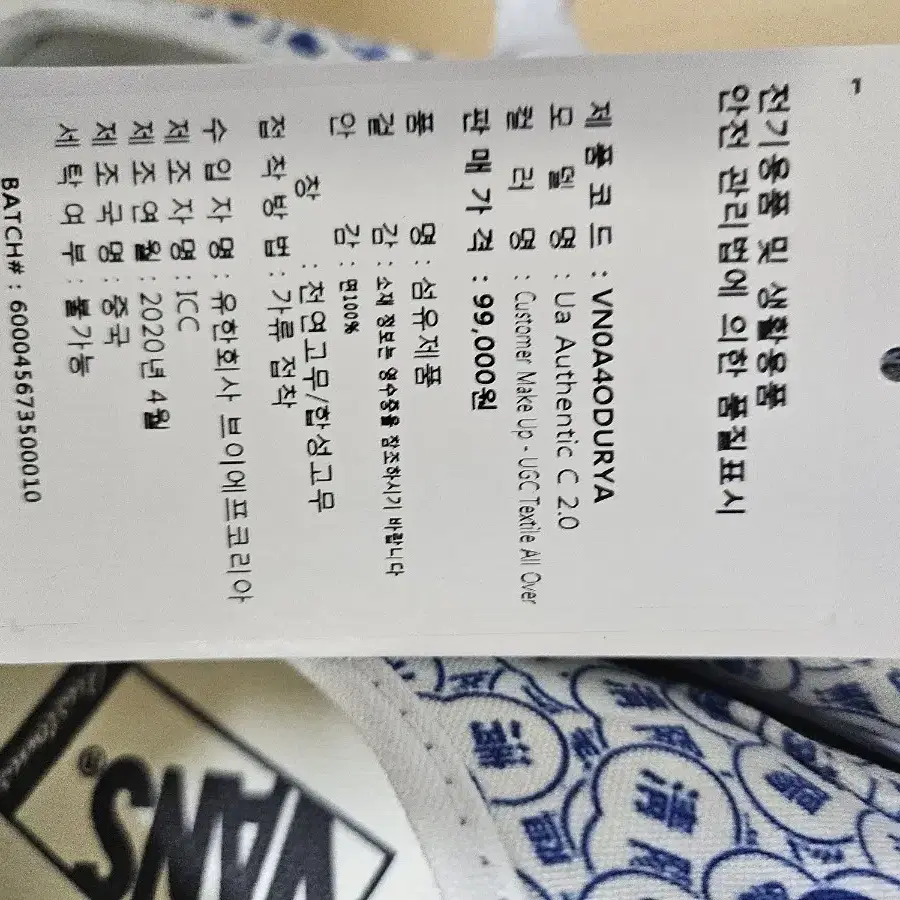 전기용품 및 생활용품
안전 관리법에 의한 품질표시
제품코드 : VN0A4ODURYA
모델명 : Ua Authentic C 2.0
컬러명 : Customer Make Up - UGC Textile All Over
판매가격 : 99,000원
품명 : 섬유제품
겉감 : 소재 정보는 영수증을 참조하시기 바랍니다
안감 : 면100%
창 : 천연고무/합성고무
접착방법 : 가류접착
수입자명 : 유한회사 브이에프코리아
제조자명 : ICC
제조연월 : 2020년 4월
제조국명 : 중국
세탁여부 : 불가능
BATCH# : 600045673500010
VANS